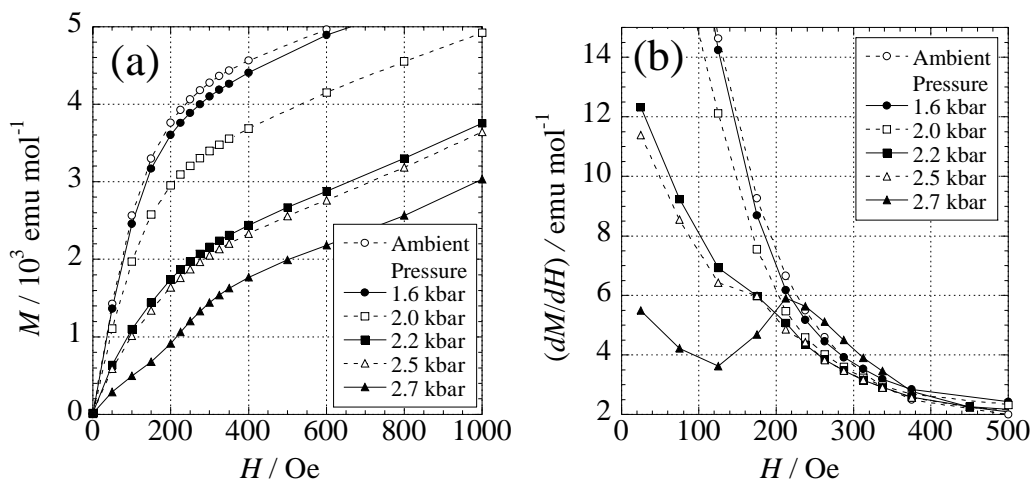 (a)
5
4
3
2
1
0
M / 10³ emu mol⁻¹
0 200 400 600 800 1000
H / Oe
Ambient
Pressure
1.6 kbar
2.0 kbar
2.2 kbar
2.5 kbar
2.7 kbar
(b)
14
12
10
8
6
4
2
(dM/dH) / emu mol⁻¹
0 100 200 300 400 500
H / Oe
Ambient
Pressure
1.6 kbar
2.0 kbar
2.2 kbar
2.5 kbar
2.7 kbar